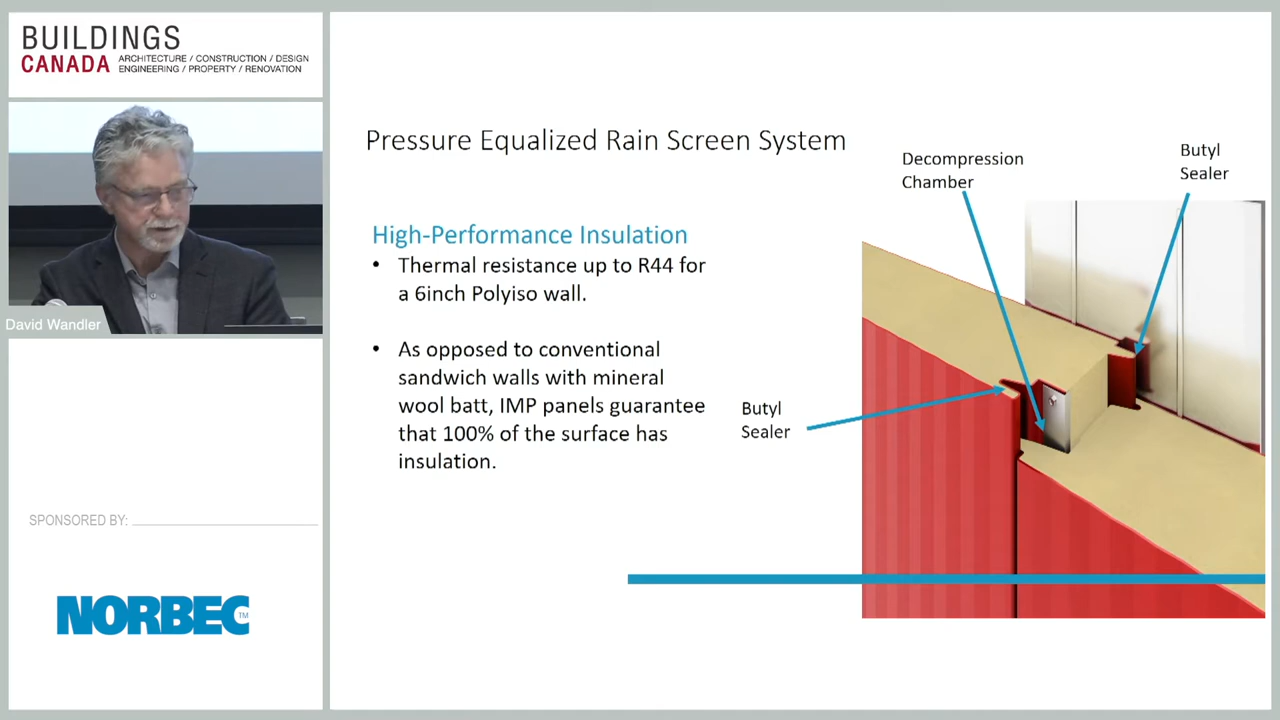 BUILDINGS
CANADA
ARCHITECTURE / CONSTRUCTION / DESIGN
ENGINEERING / PROPERTY / RENOVATION
David Wandler
SPONSORED BY:
NORBEC TM
Pressure Equalized Rain Screen System
High-Performance Insulation
• Thermal resistance up to R44 for
a 6inch Polyiso wall.
• As opposed to conventional
sandwich walls with mineral
wool batt, IMP panels guarantee
that 100% of the surface has
insulation.
Decompression
Chamber
Butyl
Sealer
Butyl
Sealer